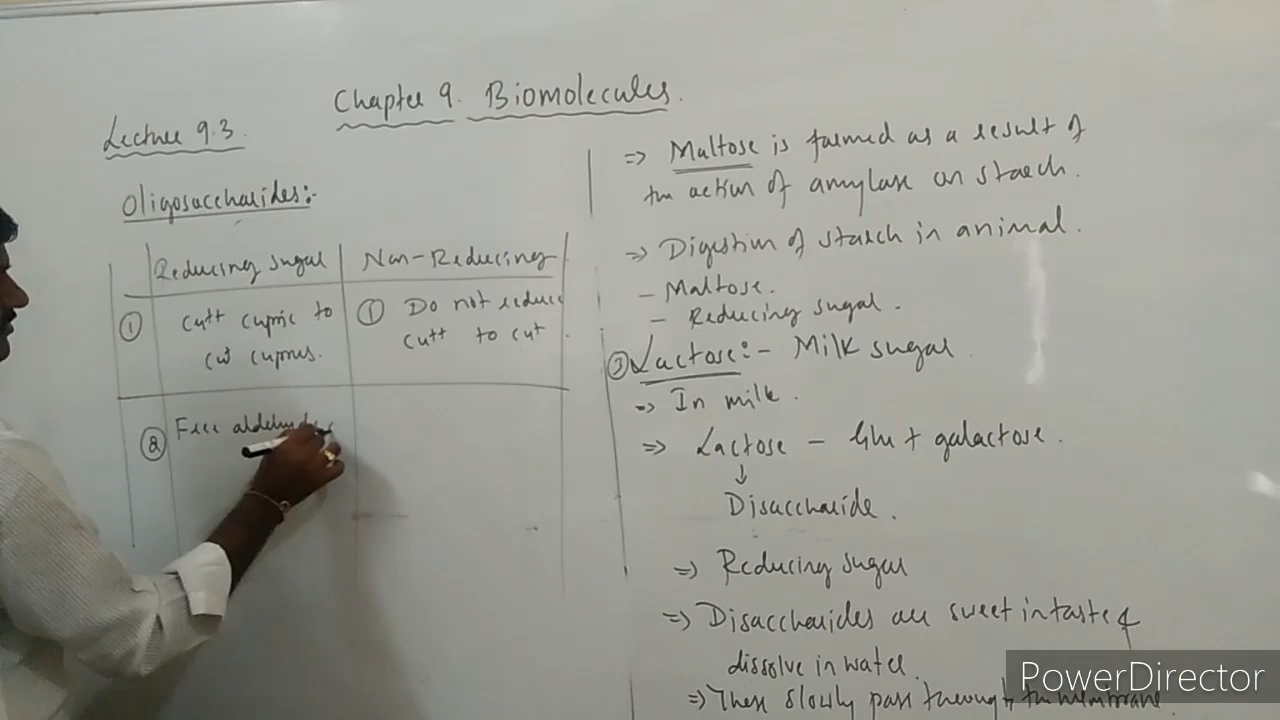 Chapter 9. Biomolecules.
Lecture 9.3.
Oligosaccharides:-
Reducing sugar
Non-Reducing
① Cu++ cupric to
Cu+ cuprus.
① Do not reduce
Cu++ to Cu+.
② Free aldehyde
=> Maltose is formed as a result of
the action of amylase on starch.
=> Digestion of starch in animal.
- Maltose.
- Reducing sugar.
③ Lactose:- Milk sugar.
=> In milk.
=> Lactose - Glu + galactose.
↓
Disaccharide.
=> Reducing sugar
=> Disaccharides are sweet in taste &
dissolve in water.
=> These slowly pass through the membrane.
PowerDirector